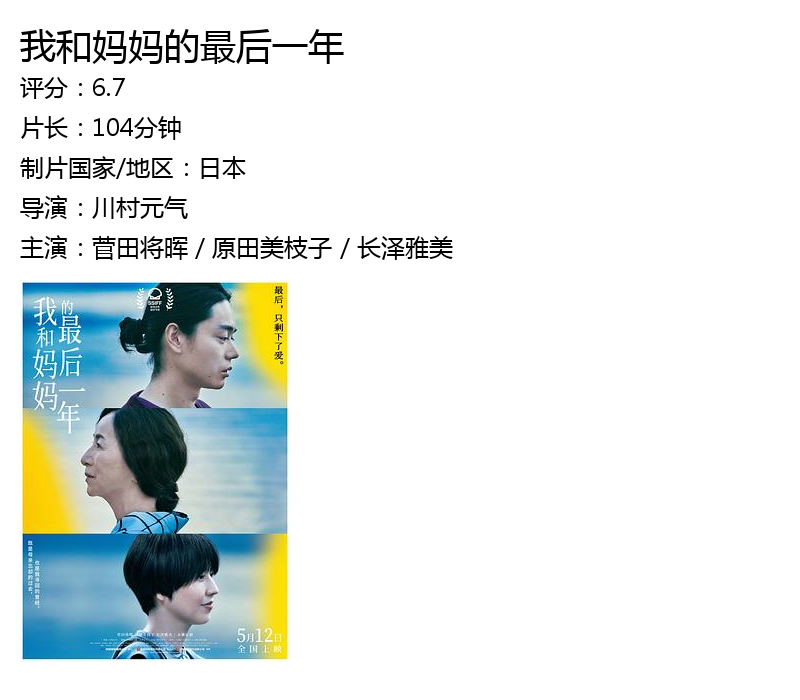 我和妈妈的最后一年
评分：6.7
片长：104分钟
制片国家/地区：日本
导演：川村元气
主演：菅田将晖 / 原田美枝子 / 长泽雅美
最后，只剩下了爱。
我和妈妈
的最后一年
SSIFF
5月12日
全国上映